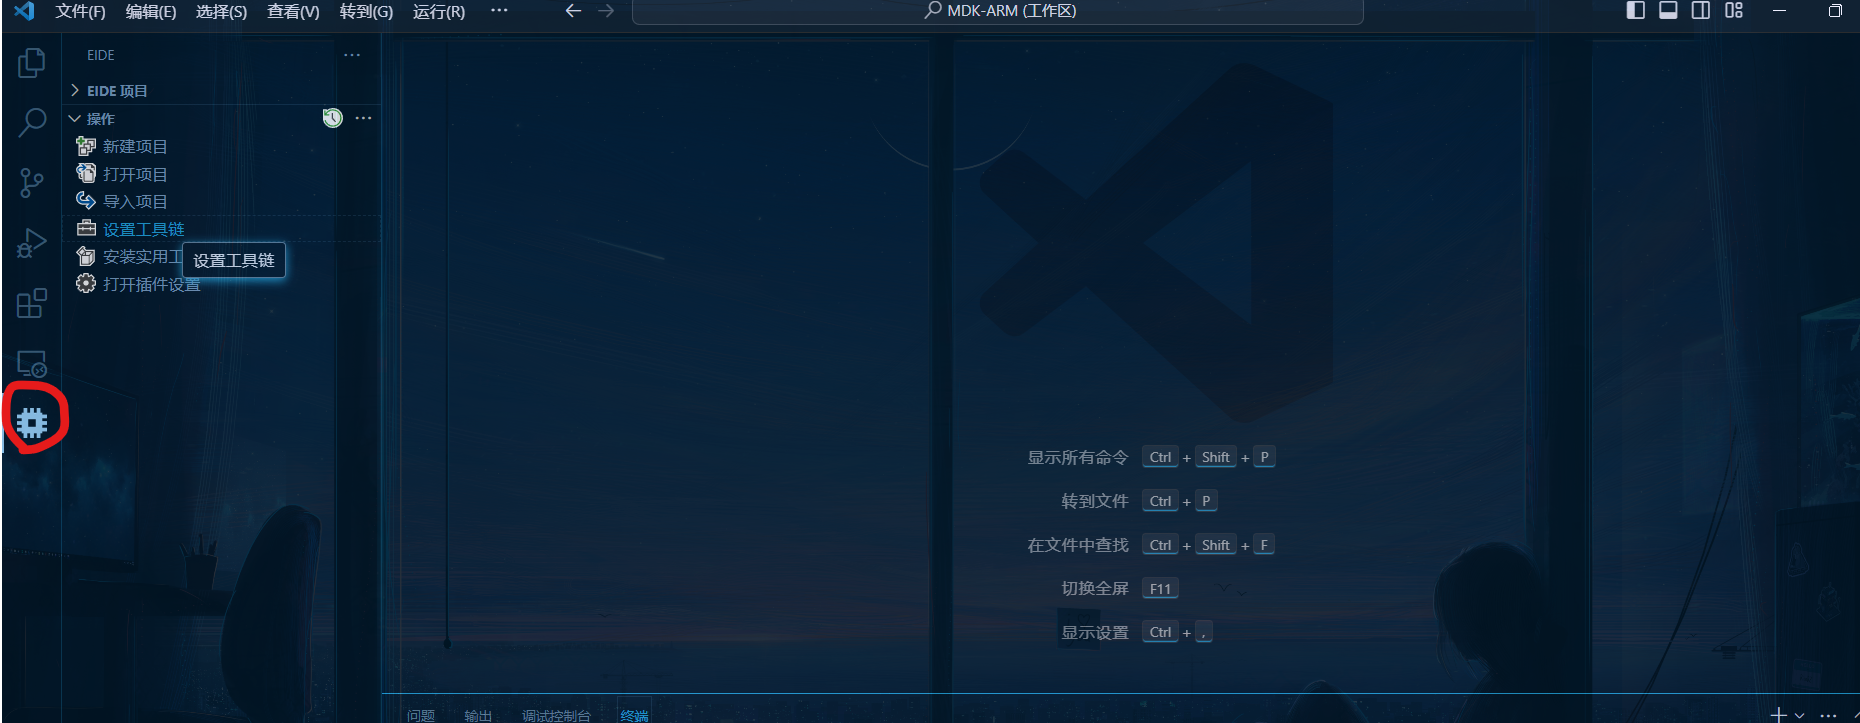 文件(F) 编辑(E) 选择(S) 查看(V) 转到(G) 运行(R) ··· MDK-ARM (工作区)
EIDE ···
EIDE 项目
操作 ···
新建项目
打开项目
导入项目
设置工具链
安装实用工
设置工具链
打开插件设置
显示所有命令 Ctrl + Shift + P
转到文件 Ctrl + P
在文件中查找 Ctrl + Shift + F
切换全屏 F11
显示设置 Ctrl + ,
问题 输出 调试控制台 终端 ···